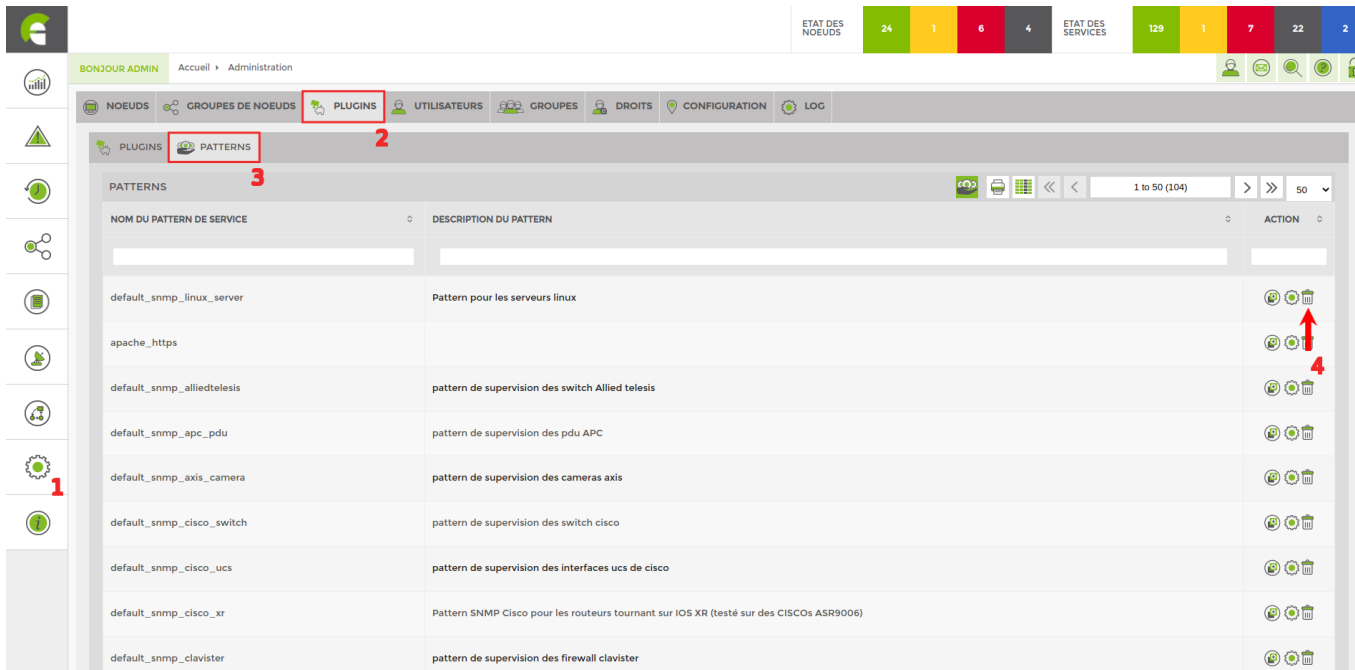 ETAT DES NOEUDS 24 1 6 4 ETAT DES SERVICES 129 1 7 22 2
BONJOUR ADMIN Accueil Administration
NOEUDS GROUPES DE NOEUDS PLUGINS UTILISATEURS GROUPES DROITS CONFIGURATION LOG
2
PLUGINS PATTERNS
3
PATTERNS 1 to 50 (104) 50
NOM DU PATTERN DE SERVICE DESCRIPTION DU PATTERN ACTION
default_snmp_linux_server Pattern pour les serveurs linux
apache_https
4
default_snmp_alliedtelesis pattern de supervision des switch Allied telesis
default_snmp_apc_pdu pattern de supervision des pdu APC
default_snmp_axis_camera pattern de supervision des cameras axis
1
default_snmp_cisco_switch pattern de supervision des switch cisco
default_snmp_cisco_ucs pattern de supervision des interfaces ucs de cisco
default_snmp_cisco_xr Pattern SNMP Cisco pour les routeurs tournant sur IOS XR (testé sur des CISCOs ASR9006)
default_snmp_clavister pattern de supervision des firewall clavister